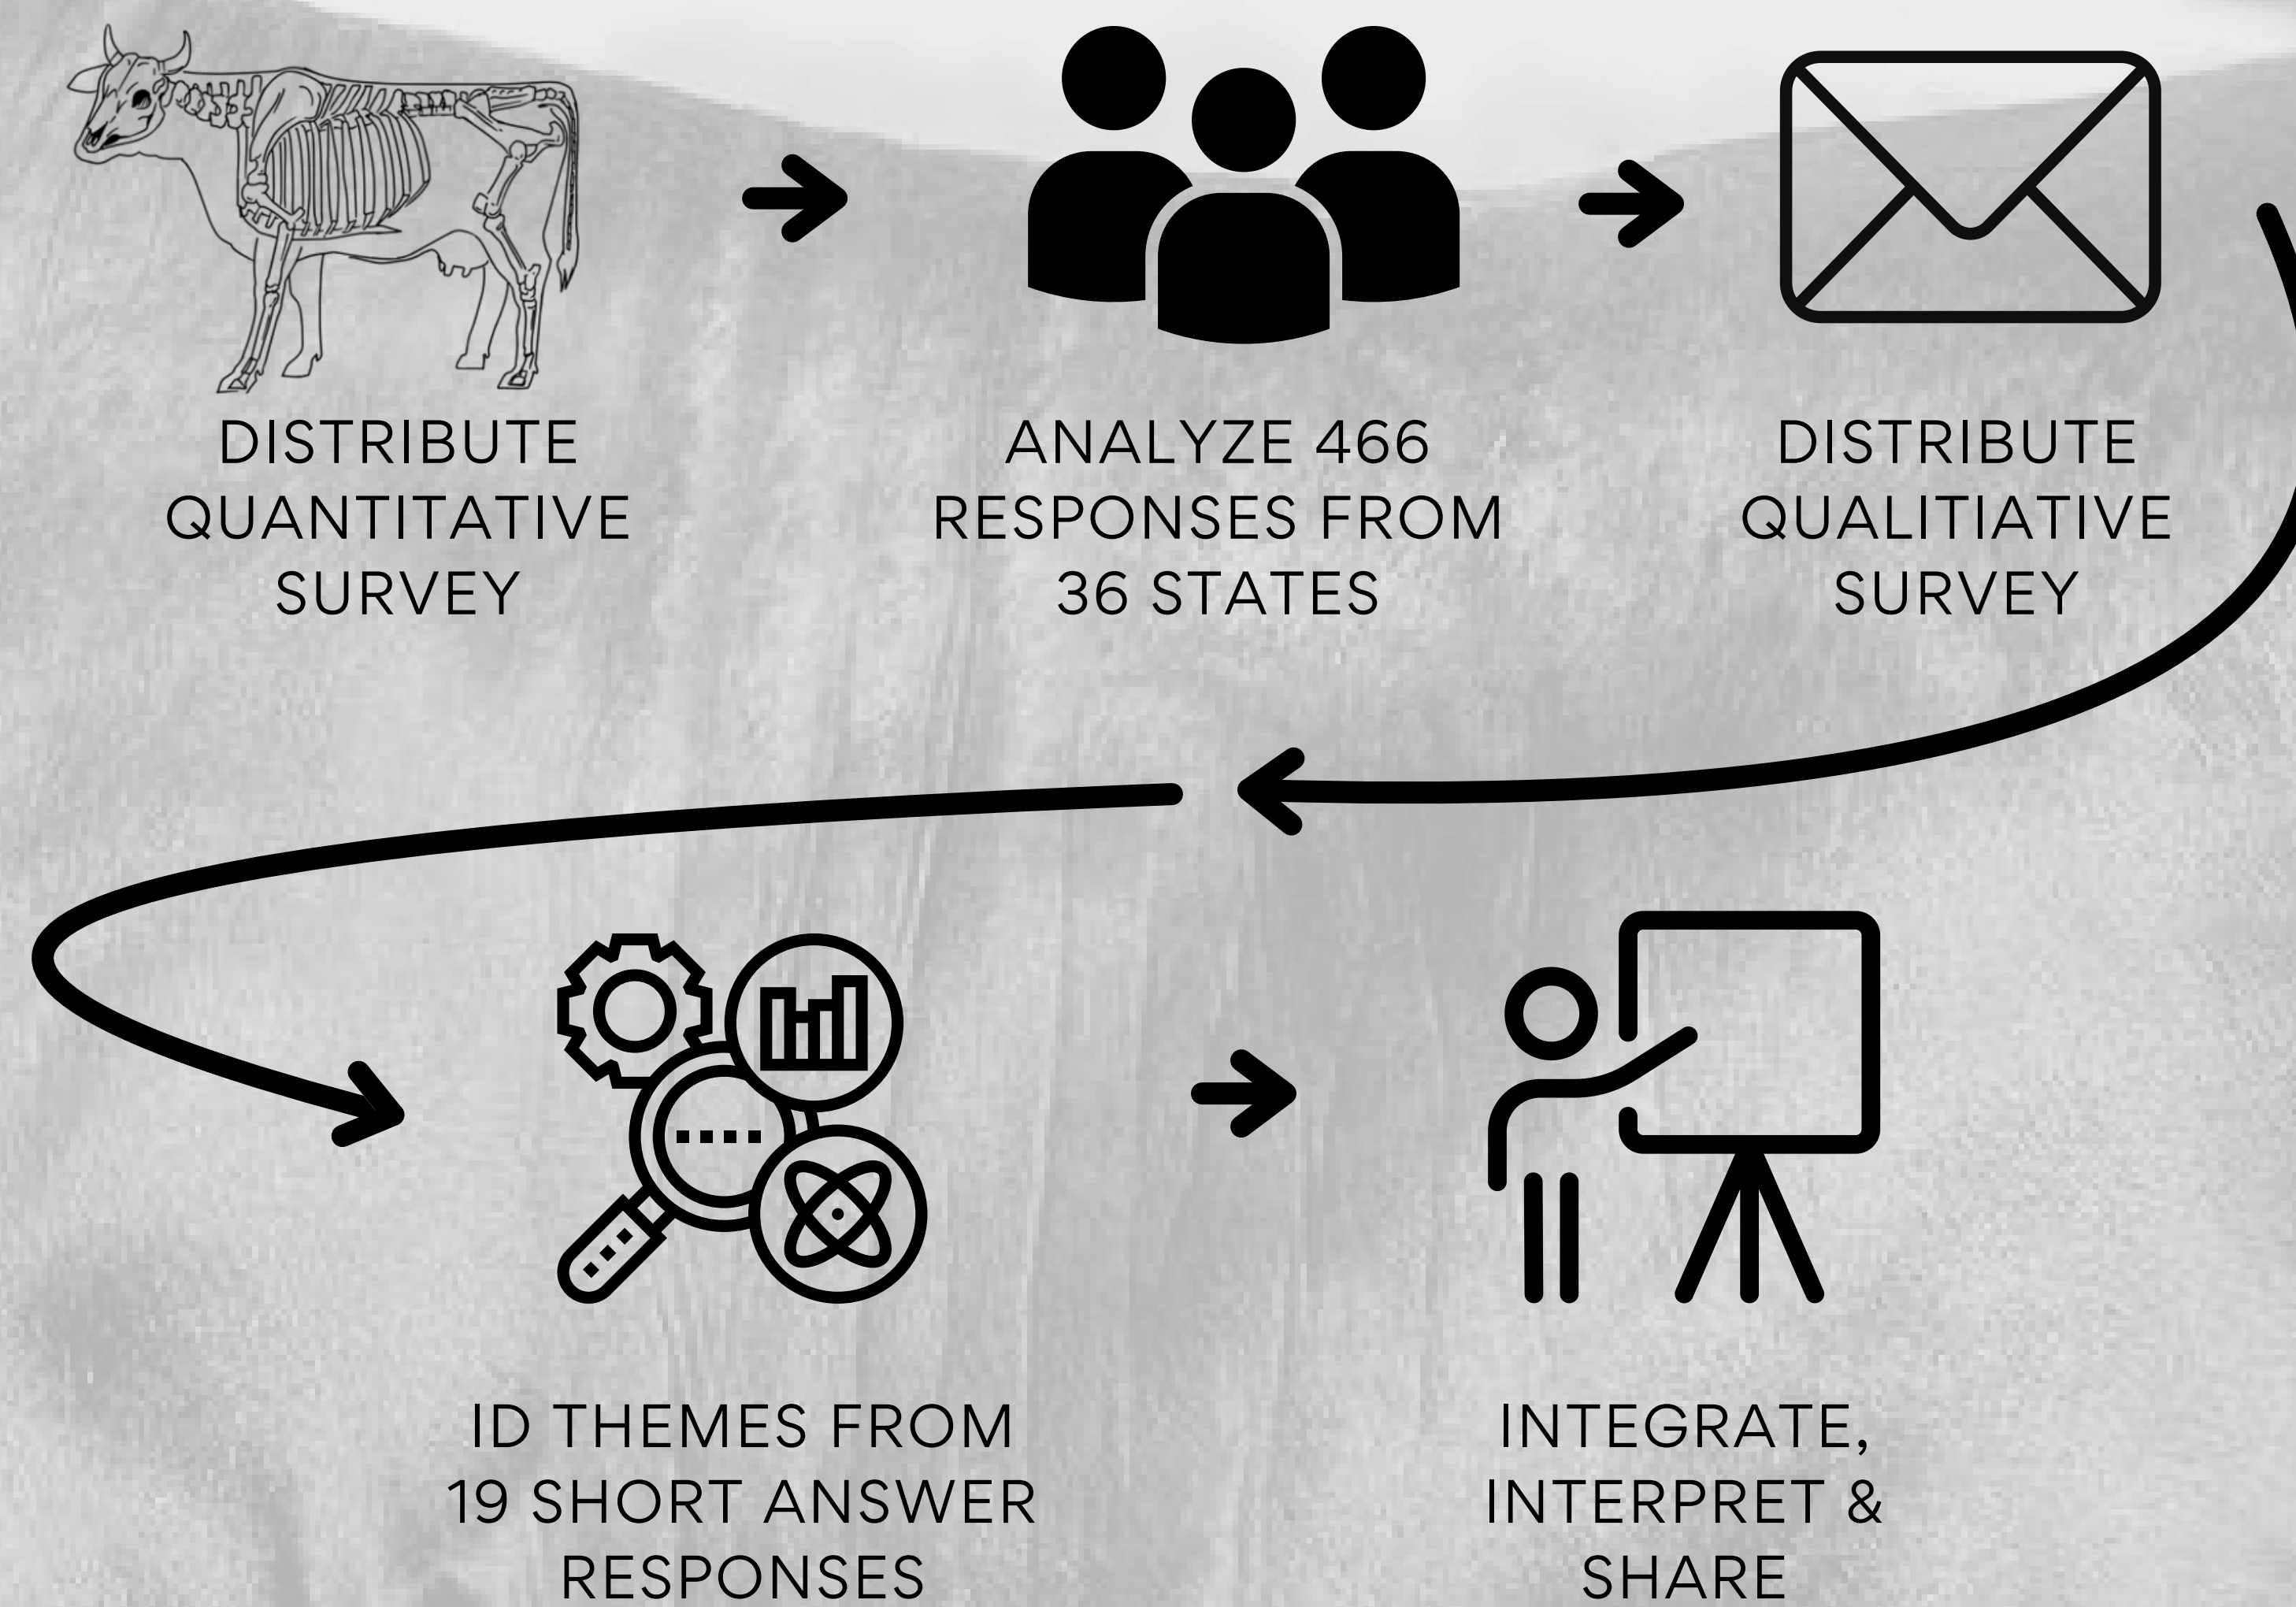 DISTRIBUTE
QUANTITATIVE
SURVEY
ANALYZE 466
RESPONSES FROM
36 STATES
DISTRIBUTE
QUALITIATIVE
SURVEY
ID THEMES FROM
19 SHORT ANSWER
RESPONSES
INTEGRATE,
INTERPRET &
SHARE